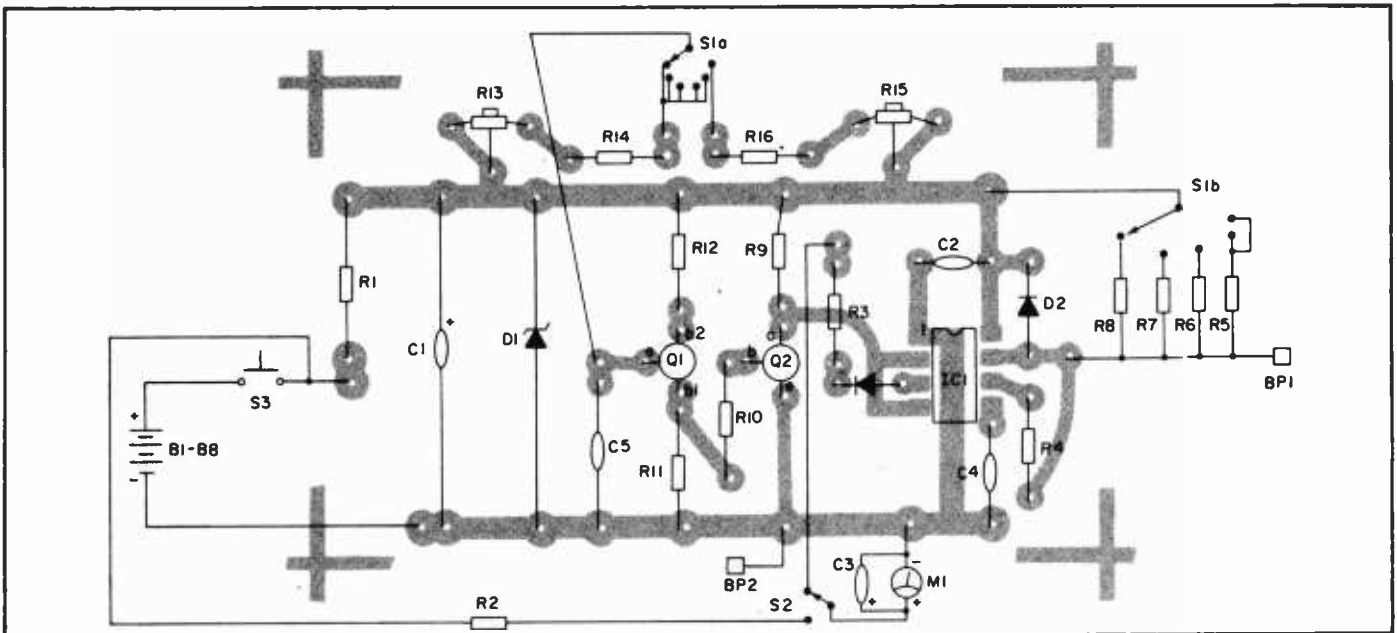 S1a
R13
R15
R14
R16
S1b
R12
R9
C2
R1
R3
D2
R8
R7
R6
R5
C1
+
D1
b2
Q1
b
Q2
e
IC1
BP1
S3
b1
+
B1-B8
-
C5
R10
R11
R4
C4
C3
-
M1
+
+
BP2
S2
R2